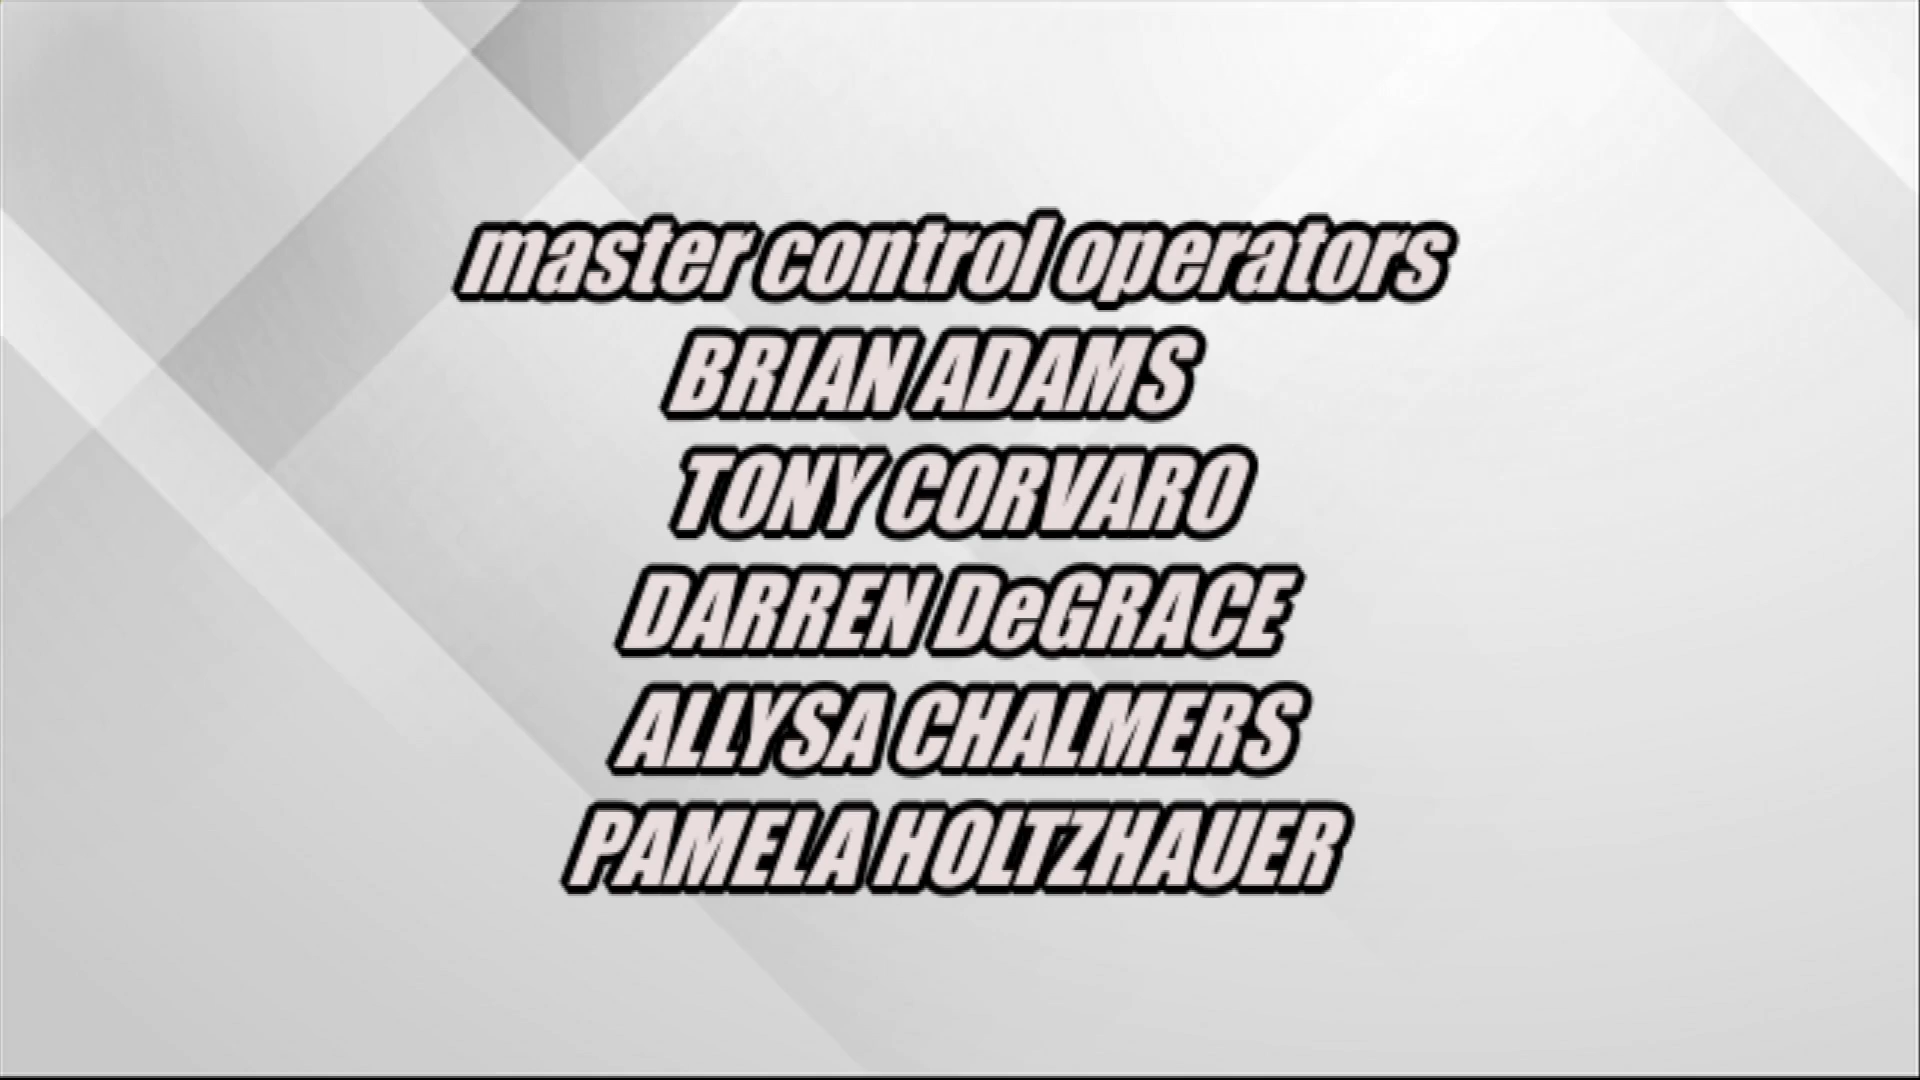 master control operators
BRIAN ADAMS
TONY CORVARO
DARREN DeGRACE
ALLYSA CHALMERS
PAMELA HOLTZHAUER